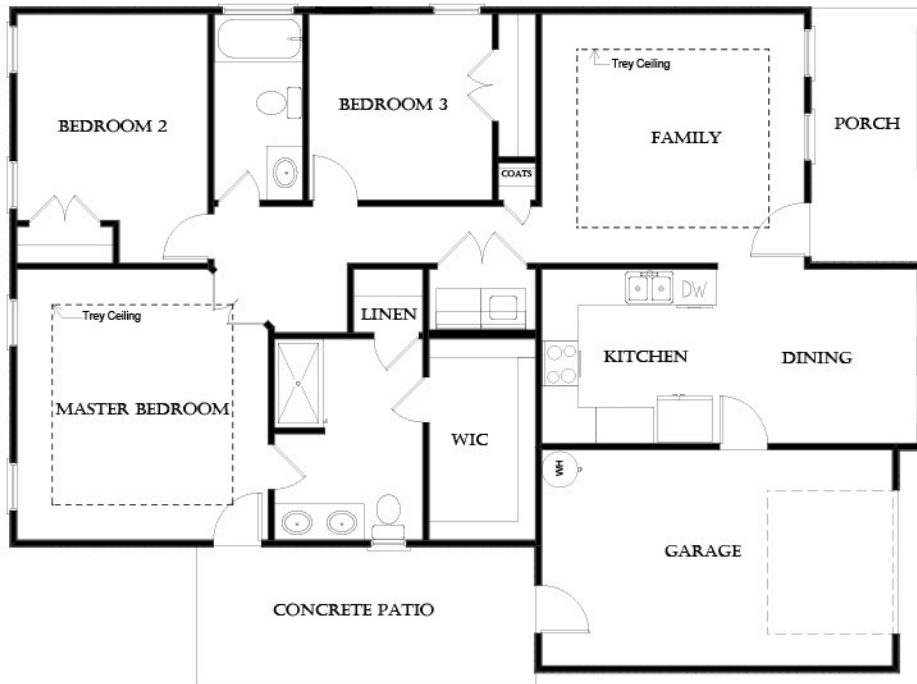 Trey Ceiling
BEDROOM 2
BEDROOM 3
FAMILY
PORCH
COATS
LINEN
DW
Trey Ceiling
KITCHEN
DINING
MASTER BEDROOM
WIC
WH
GARAGE
CONCRETE PATIO